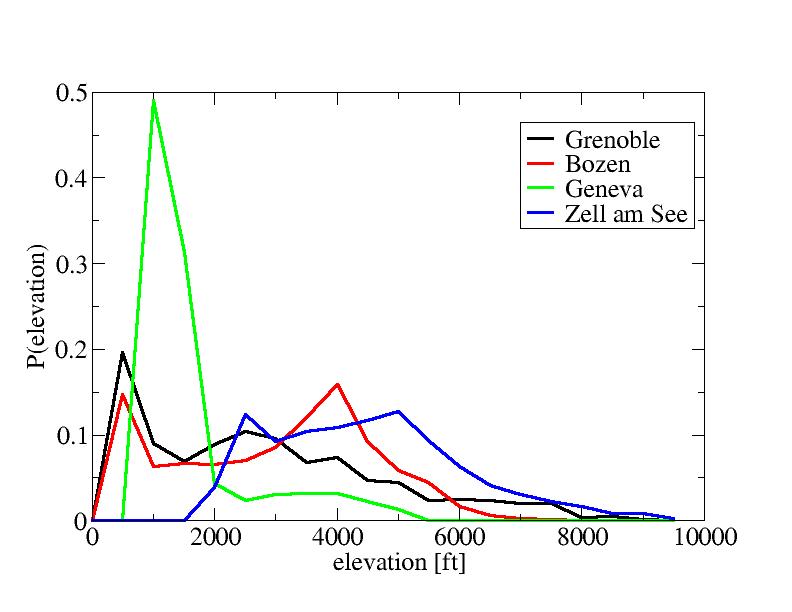 0.5
0.4
0.3
0.2
0.1
0
P(elevation)
Grenoble
Bozen
Geneva
Zell am See
0 2000 4000 6000 8000 10000
elevation [ft]